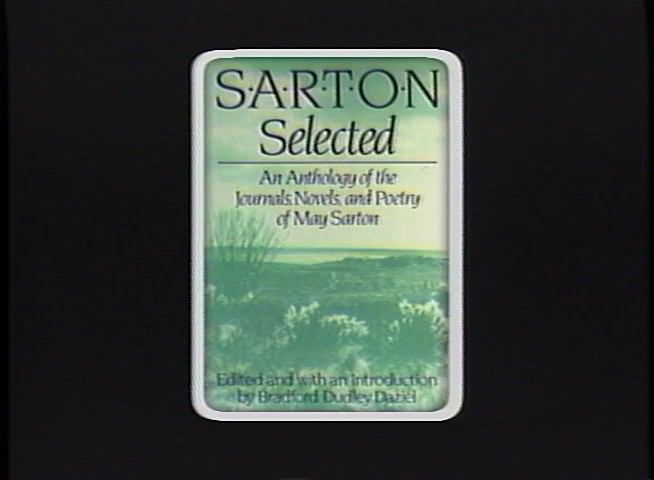 S·A·R·T·O·N
Selected
An Anthology of the
Journals, Novels, and Poetry
of May Sarton
Edited and with an introduction
by Bradford Dudley Daziel